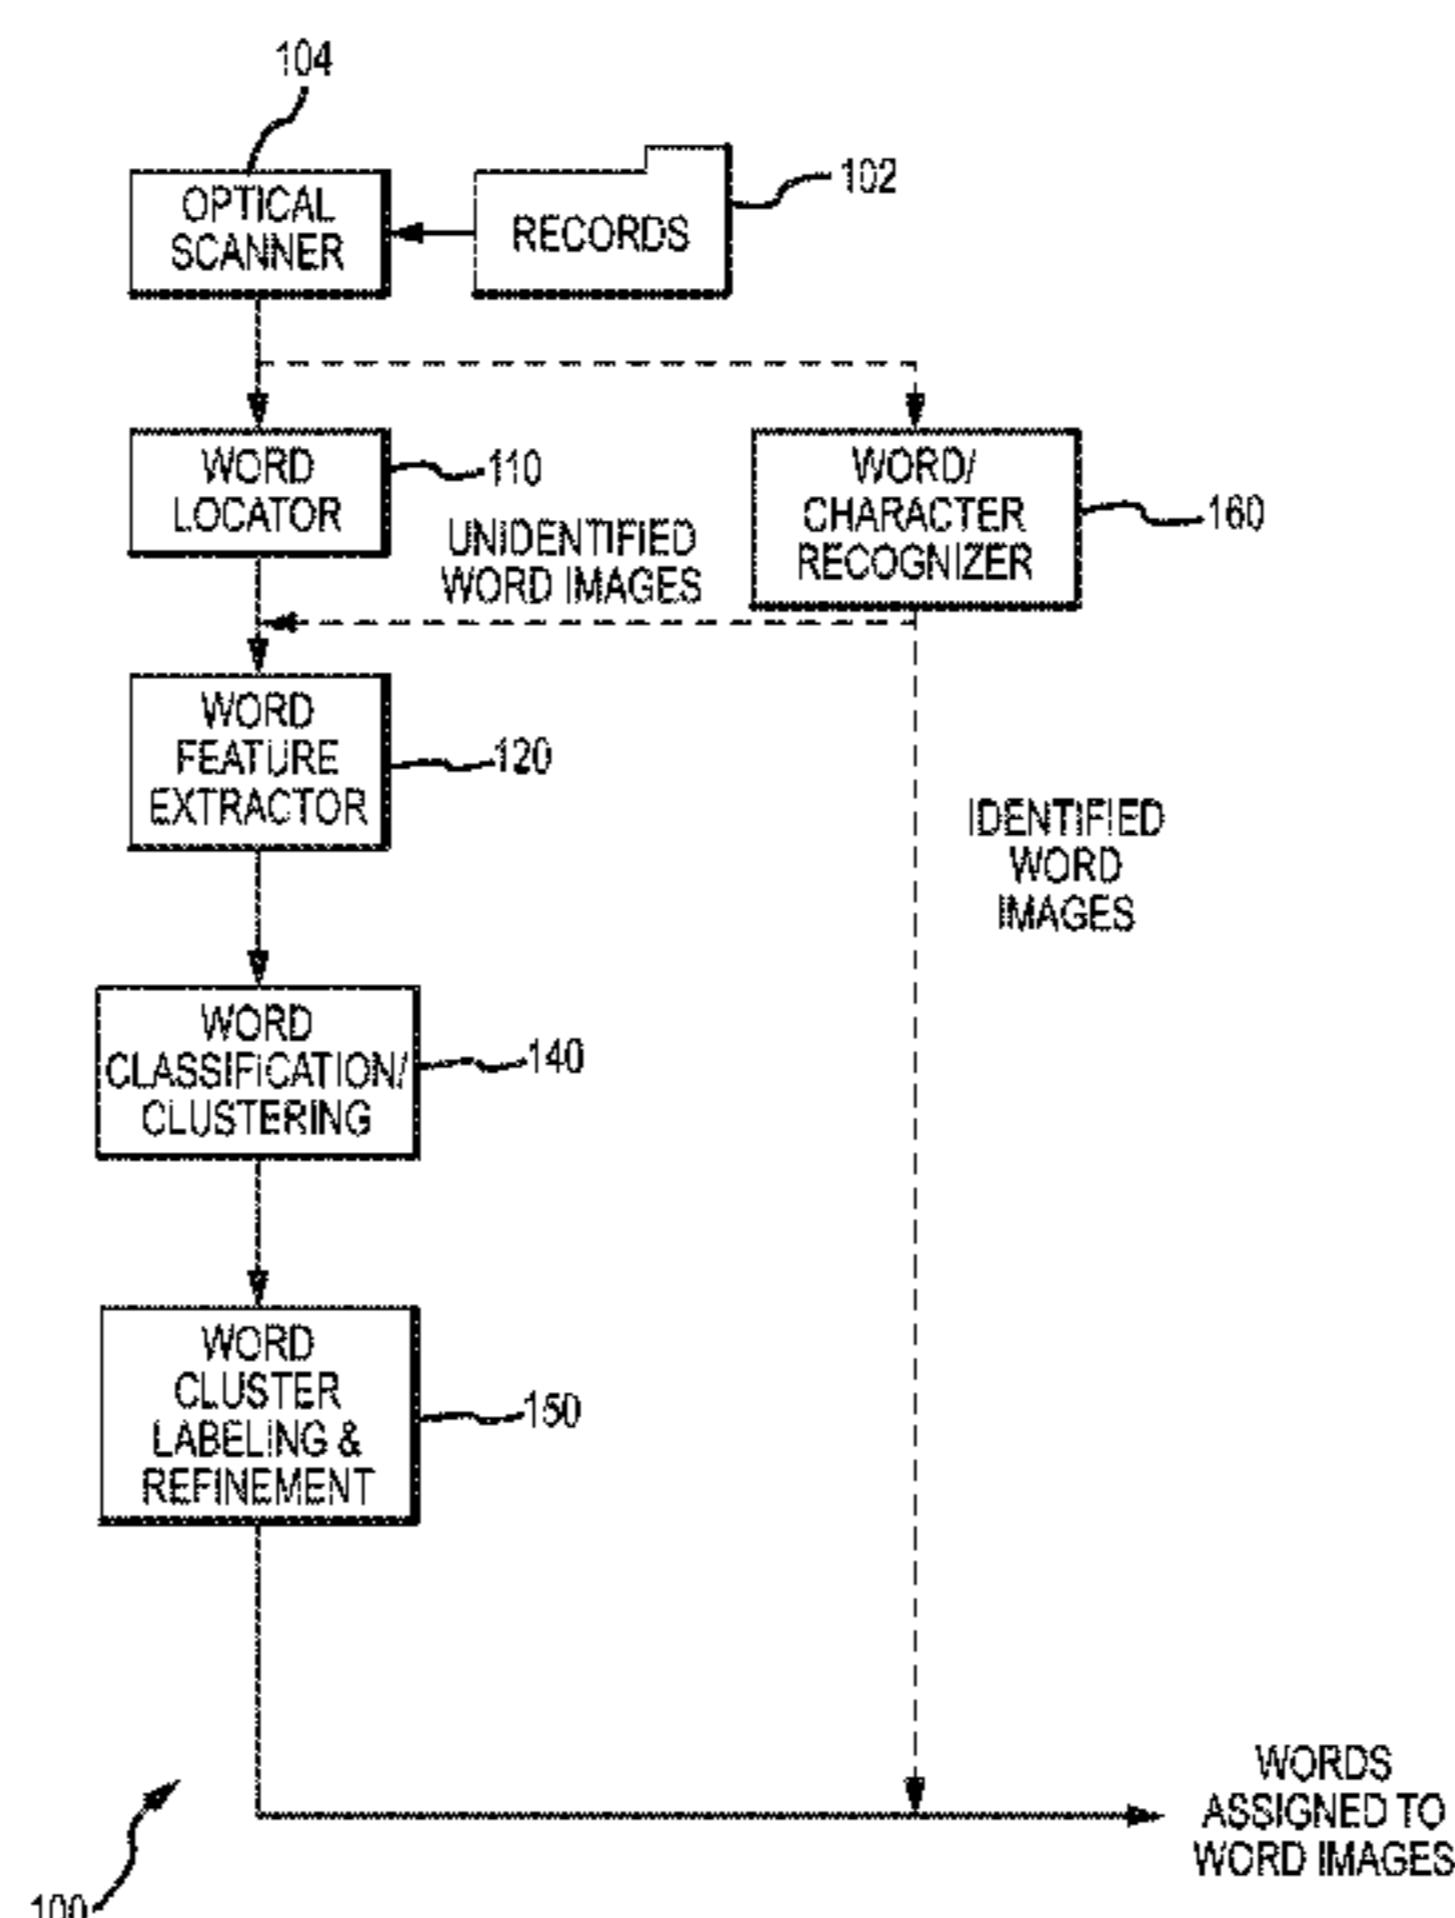 104
OPTICAL
SCANNER
RECORDS
102
WORD
LOCATOR
110
UNIDENTIFIED
WORD IMAGES
WORD/
CHARACTER
RECOGNIZER
160
WORD
FEATURE
EXTRACTOR
120
IDENTIFIED
WORD
IMAGES
WORD
CLASSIFICATION/
CLUSTERING
140
WORD
CLUSTER
LABELING &
REFINEMENT
150
WORDS
ASSIGNED TO
WORD IMAGES
100